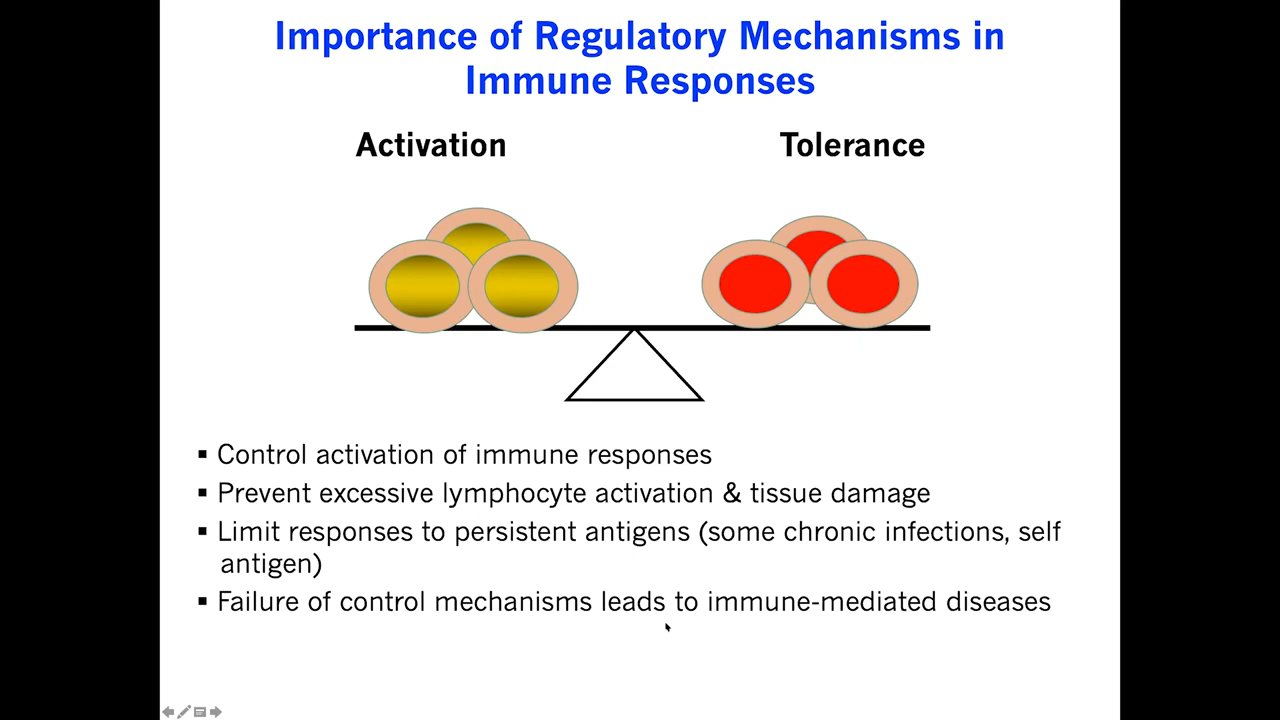 Importance of Regulatory Mechanisms in
Immune Responses
Activation
Tolerance
▪ Control activation of immune responses
▪ Prevent excessive lymphocyte activation & tissue damage
▪ Limit responses to persistent antigens (some chronic infections, self
antigen)
▪ Failure of control mechanisms leads to immune-mediated diseases